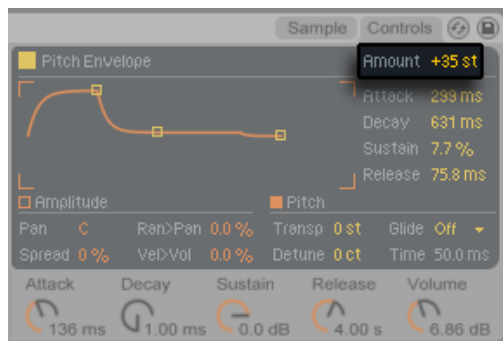 Sample Controls
Pitch Envelope Amount +35 st
Attack 299 ms
Decay 631 ms
Sustain 7.7 %
Release 75.8 ms
Amplitude Pitch
Pan C Ran>Pan 0.0 % Transp 0 st Glide Off
Spread 0 % Vel>Vol 0.0 % Detune 0 ct Time 50.0 ms
Attack Decay Sustain Release Volume
136 ms 1.00 ms 0.0 dB 4.00 s 6.86 dB